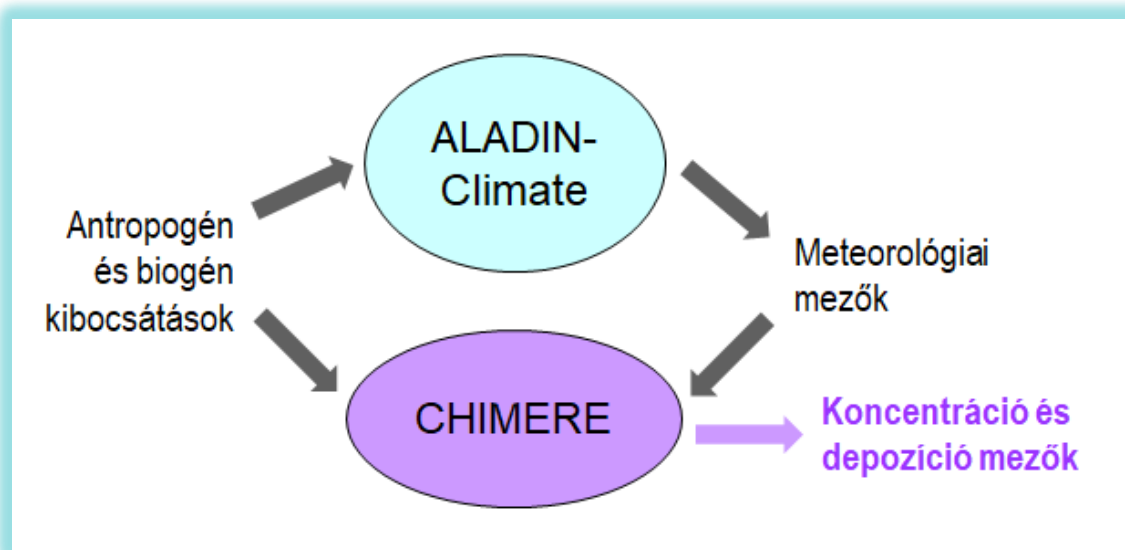 ALADIN-
Climate
Antropogén
és biogén
kibocsátások
Meteorológiai
mezők
CHIMERE
Koncentráció és
depozíció mezők